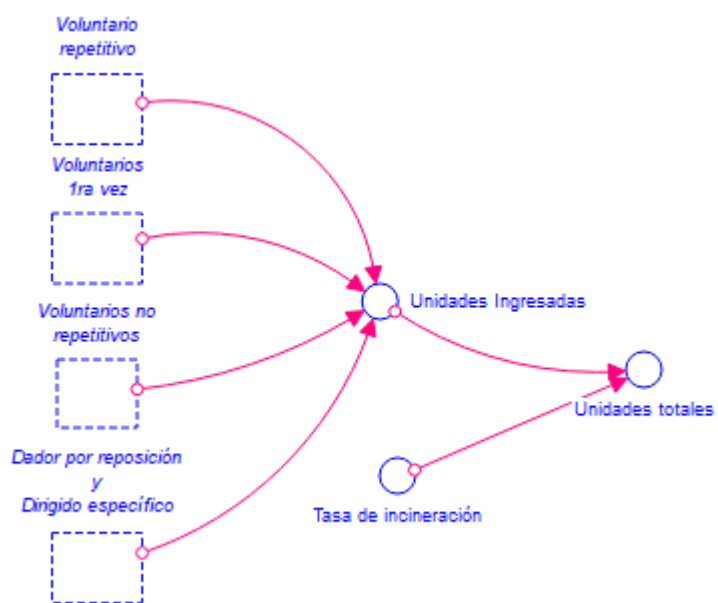 Voluntario
repetitivo
Voluntarios
1ra vez
Voluntarios no
repetitivos
Dador por reposición
y
Dirigido específico
Unidades Ingresadas
Unidades totales
Tasa de incineración